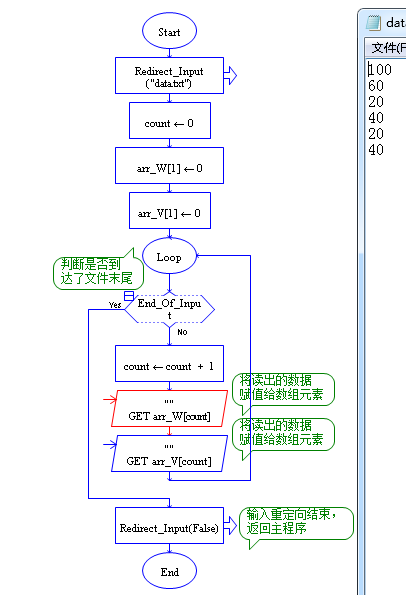 Start
Redirect_Input
("data.txt")
count ← 0
arr_W[1] ← 0
arr_V[1] ← 0
Loop
判断是否到
达了文件末尾
End_Of_Inpu
t
Yes
No
count ← count + 1
将读出的数据
赋值给数组元素
""
GET arr_W[count]
将读出的数据
赋值给数组元素
""
GET arr_V[count]
Redirect_Input(False)
输入重定向结束，
返回主程序
End
data
文件(F
100
60
20
40
20
40